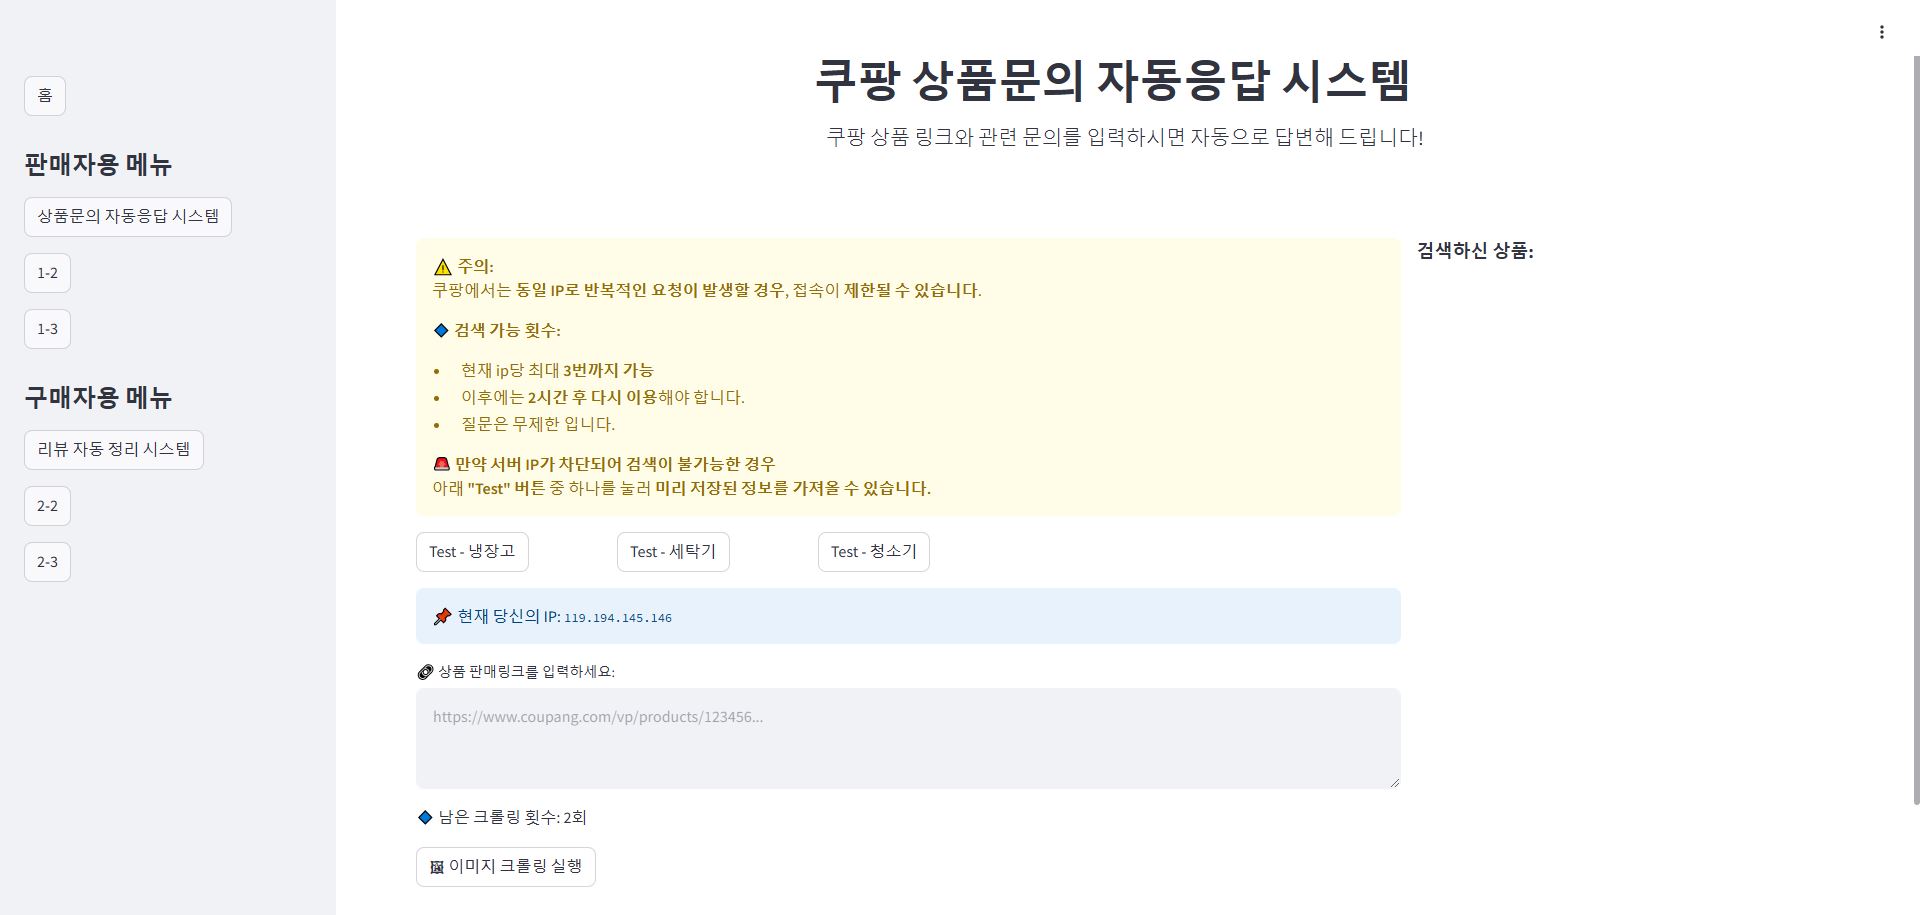 홈
판매자용 메뉴
상품문의 자동응답 시스템
1-2
1-3
구매자용 메뉴
리뷰 자동 정리 시스템
2-2
2-3
쿠팡 상품문의 자동응답 시스템
쿠팡 상품 링크와 관련 문의를 입력하시면 자동으로 답변해 드립니다!
⚠️ 주의:
쿠팡에서는 동일 IP로 반복적인 요청이 발생할 경우, 접속이 제한될 수 있습니다.
🔹 검색 가능 횟수:
• 현재 ip당 최대 3번까지 가능
• 이후에는 2시간 후 다시 이용해야 합니다.
• 질문은 무제한 입니다.
🚨 만약 서버 IP가 차단되어 검색이 불가능한 경우
아래 "Test" 버튼 중 하나를 눌러 미리 저장된 정보를 가져올 수 있습니다.
Test - 냉장고
Test - 세탁기
Test - 청소기
📌 현재 당신의 IP: 119.194.145.146
🔗 상품 판매링크를 입력하세요:
https://www.coupang.com/vp/products/123456...
🔹 남은 크롤링 횟수: 2회
🖼 이미지 크롤링 실행
검색하신 상품: